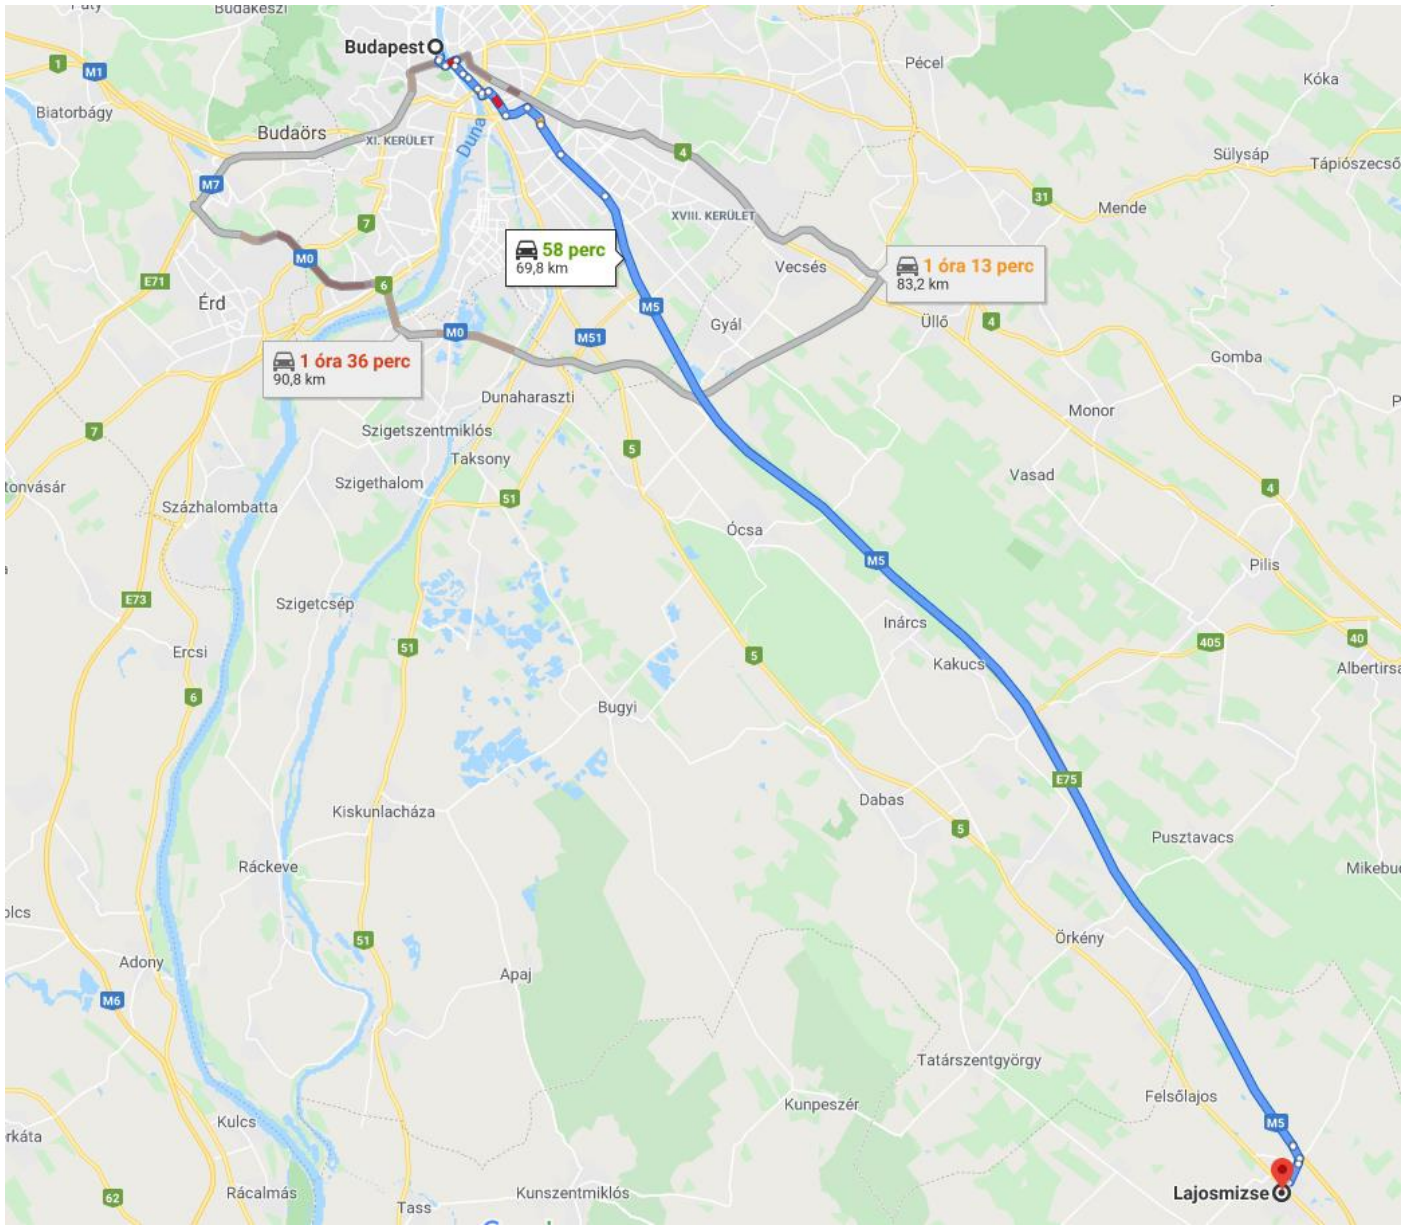 Páty
Budakeszi
Budapest
1
M1
Pécel
Kóka
Biatorbágy
Budaörs
XI. KERÜLET
Duna
4
Sülysáp
Tápiószecső
M7
31
Mende
7
XVIII. KERÜLET
58 perc
69,8 km
M0
E71
6
Vecsés
1 óra 13 perc
83,2 km
Érd
M5
Gyál
Üllő
4
M0
M51
1 óra 36 perc
90,8 km
Gomba
Dunaharaszti
Monor
7
Szigetszentmiklós
5
Taksony
Vasad
tonvásár
Szigethalom
4
51
Százhalombatta
Ócsa
M5
Pilis
E73
Szigetcsép
Inárcs
51
405
40
Ercsi
5
Kakucs
Albertirsa
6
Bugyi
E75
Dabas
Kiskunlacháza
5
Pusztavacs
Ráckeve
Mikebu
olcs
51
Örkény
Adony
Apaj
M6
Tatárszentgyörgy
Felsőlajos
Kunpeszér
Kulcs
M5
rkáta
62
Rácalmás
Kunszentmiklós
Lajosmizse
Tass